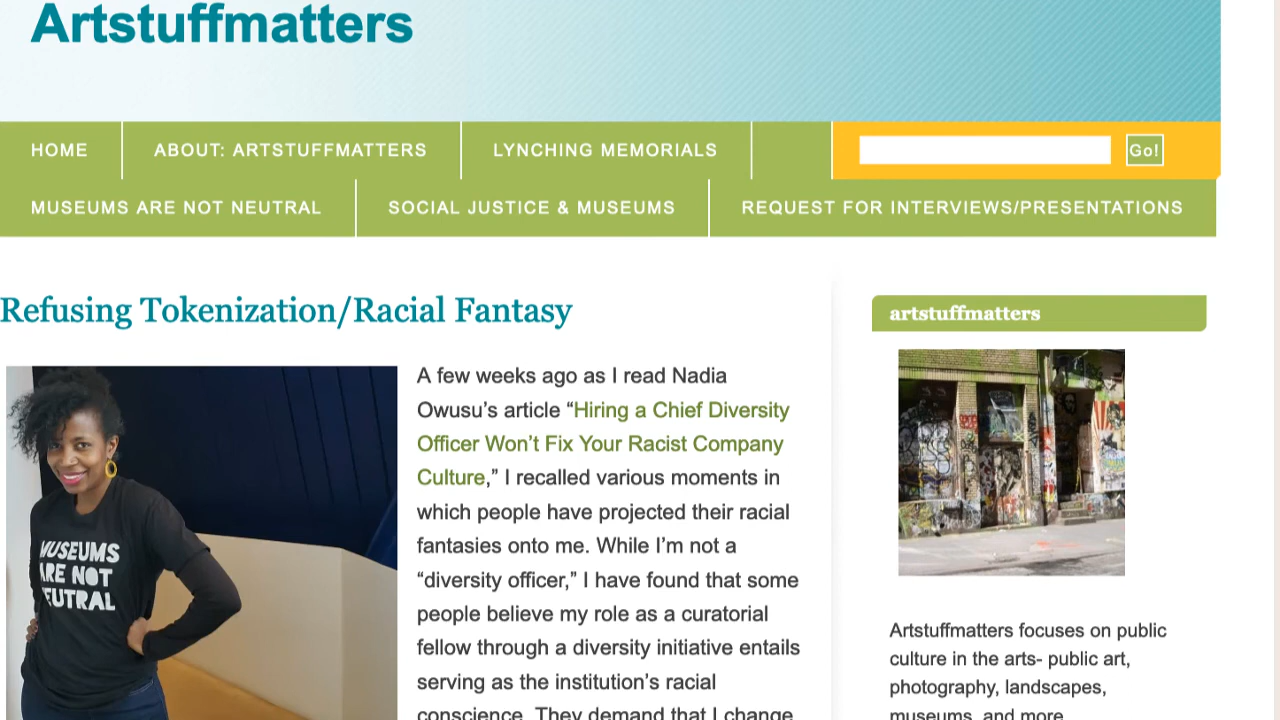 Artstuffmatters
HOME
ABOUT: ARTSTUFFMATTERS
LYNCHING MEMORIALS
Go!
MUSEUMS ARE NOT NEUTRAL
SOCIAL JUSTICE & MUSEUMS
REQUEST FOR INTERVIEWS/PRESENTATIONS
Refusing Tokenization/Racial Fantasy
MUSEUMS
ARE NOT
NEUTRAL
A few weeks ago as I read Nadia
Owusu’s article “Hiring a Chief Diversity
Officer Won’t Fix Your Racist Company
Culture,” I recalled various moments in
which people have projected their racial
fantasies onto me. While I’m not a
“diversity officer,” I have found that some
people believe my role as a curatorial
fellow through a diversity initiative entails
serving as the institution’s racial
conscience. They demand that I change
artstuffmatters
Artstuffmatters focuses on public
culture in the arts- public art,
photography, landscapes,
museums, and more